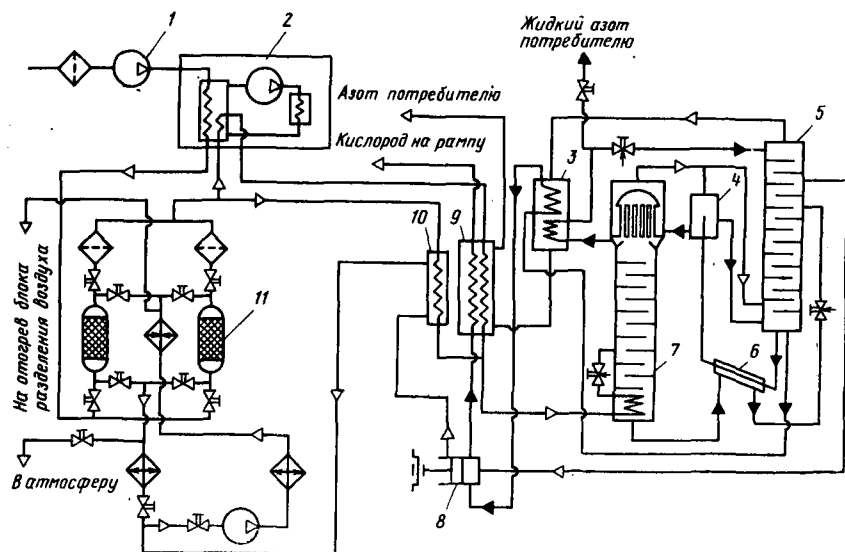 1
2
Жидкий азот
потребителю
Азот потребителю
Кислород на рампу
3
4
5
10
9
На отогрев блока
разделения воздуха
11
7
6
В атмосферу
8